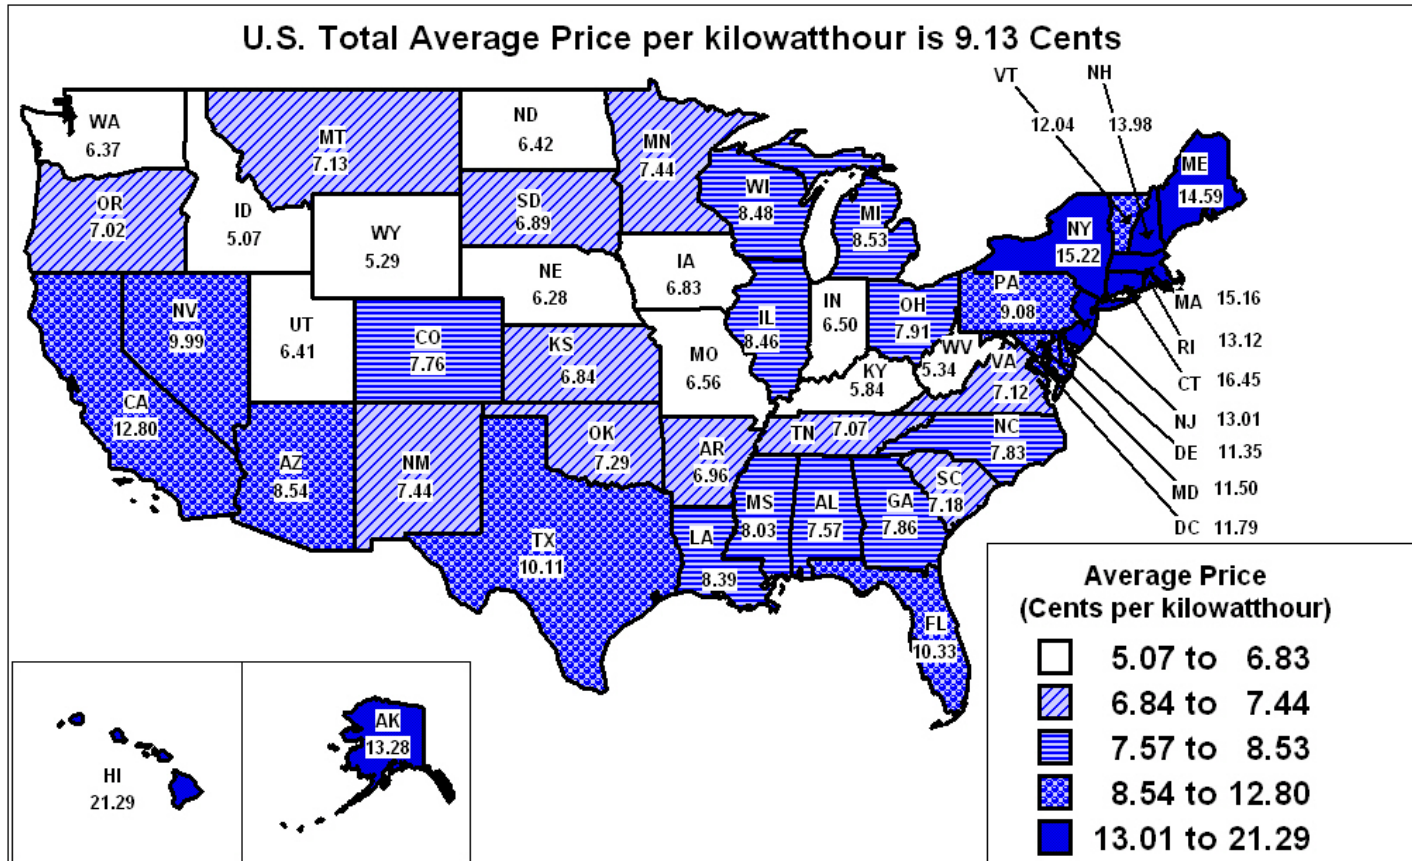 U.S. Total Average Price per kilowatthour is 9.13 Cents
VT
12.04
NH
13.98
WA
6.37
MT
7.13
ND
6.42
MN
7.44
ME
14.59
OR
7.02
ID
5.07
WY
5.29
SD
6.89
WI
8.48
MI
8.53
NY
15.22
NE
6.28
IA
6.83
PA
9.08
MA 15.16
NV
9.99
UT
6.41
CO
7.76
KS
6.84
MO
6.56
IL
8.46
IN
6.50
OH
7.91
WV
5.34
VA
7.12
KY
5.84
RI 13.12
CT 16.45
NJ 13.01
DE 11.35
MD 11.50
DC 11.79
CA
12.80
AZ
8.54
NM
7.44
OK
7.29
AR
6.96
TN 7.07
NC
7.83
SC
7.18
TX
10.11
LA
8.39
MS
8.03
AL
7.57
GA
7.86
FL
10.33
HI
21.29
AK
13.28
Average Price
(Cents per kilowatthour)
5.07 to 6.83
6.84 to 7.44
7.57 to 8.53
8.54 to 12.80
13.01 to 21.29